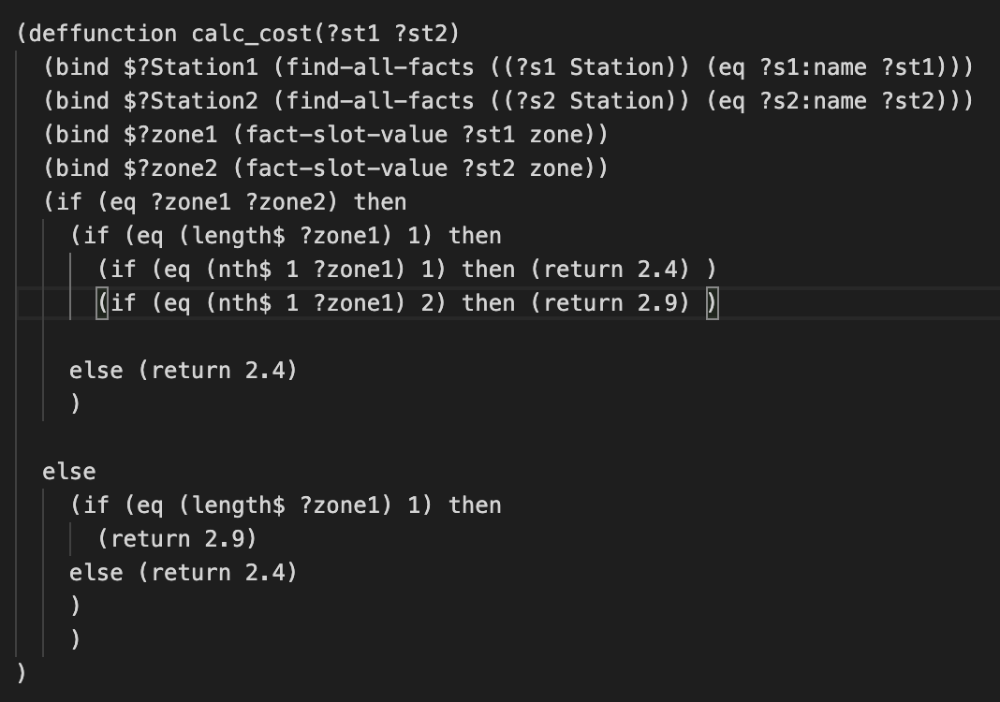 (deffunction calc_cost(?st1 ?st2)
(bind $?Station1 (find-all-facts ((?s1 Station)) (eq ?s1:name ?st1)))
(bind $?Station2 (find-all-facts ((?s2 Station)) (eq ?s2:name ?st2)))
(bind $?zone1 (fact-slot-value ?st1 zone))
(bind $?zone2 (fact-slot-value ?st2 zone))
(if (eq ?zone1 ?zone2) then
(if (eq (length$ ?zone1) 1) then
(if (eq (nth$ 1 ?zone1) 1) then (return 2.4) )
(if (eq (nth$ 1 ?zone1) 2) then (return 2.9) )
else (return 2.4)
)
else
(if (eq (length$ ?zone1) 1) then
(return 2.9)
else (return 2.4)
)
)
)